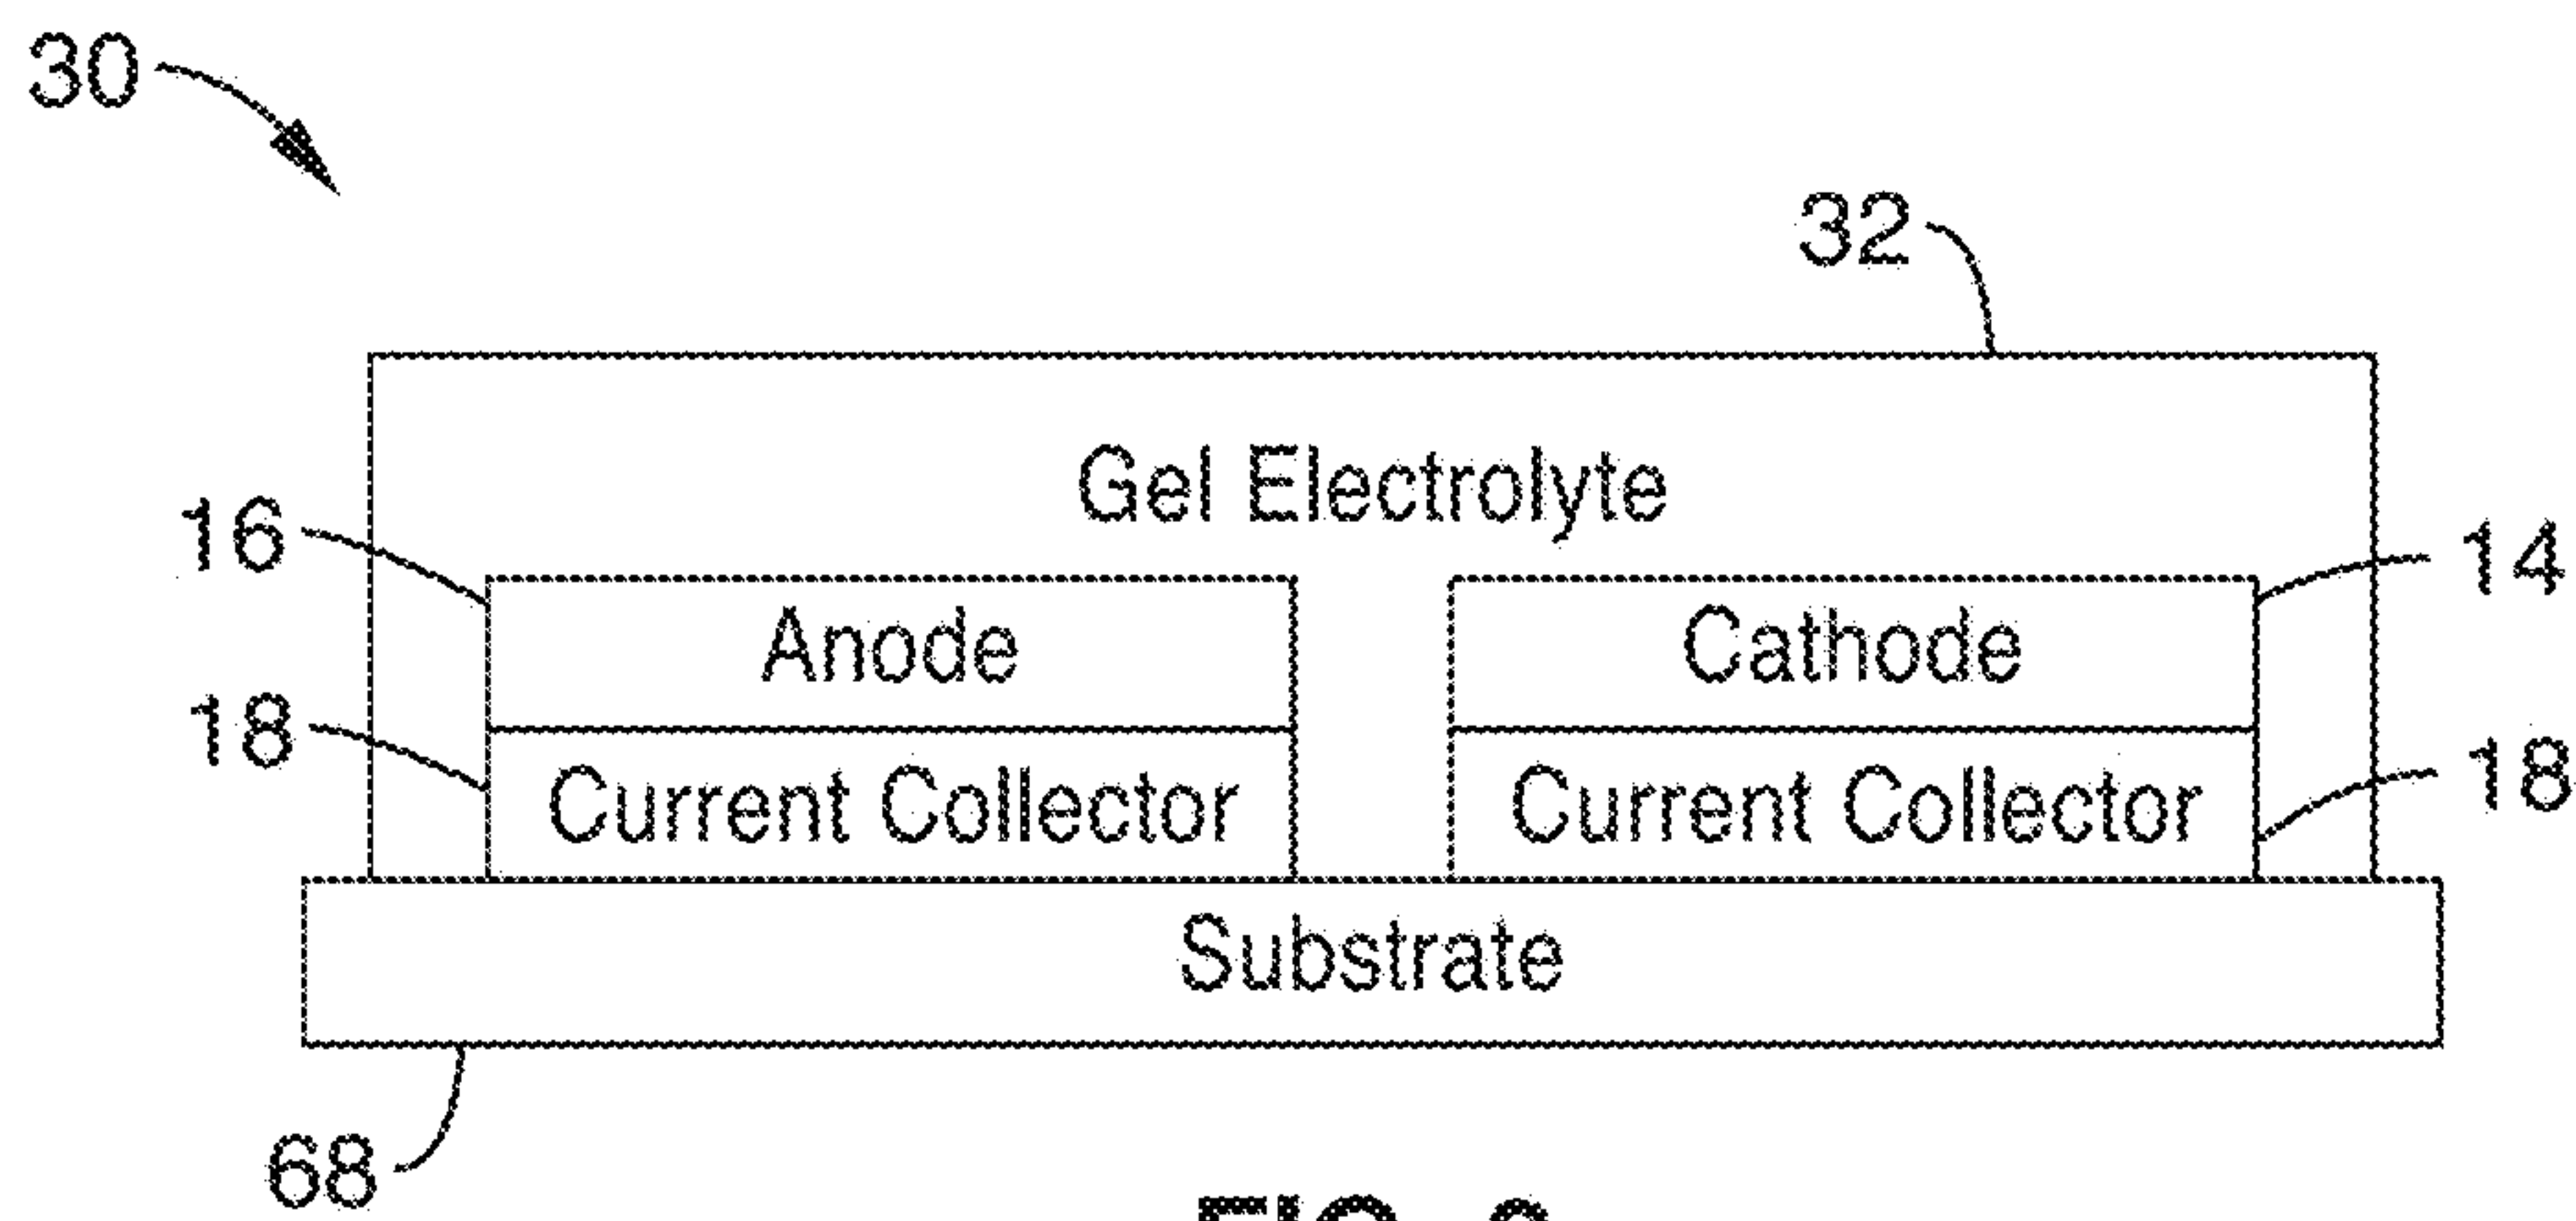 30
32
Gel Electrolyte
16
14
Anode
Cathode
18
18
Current Collector
Current Collector
Substrate
68